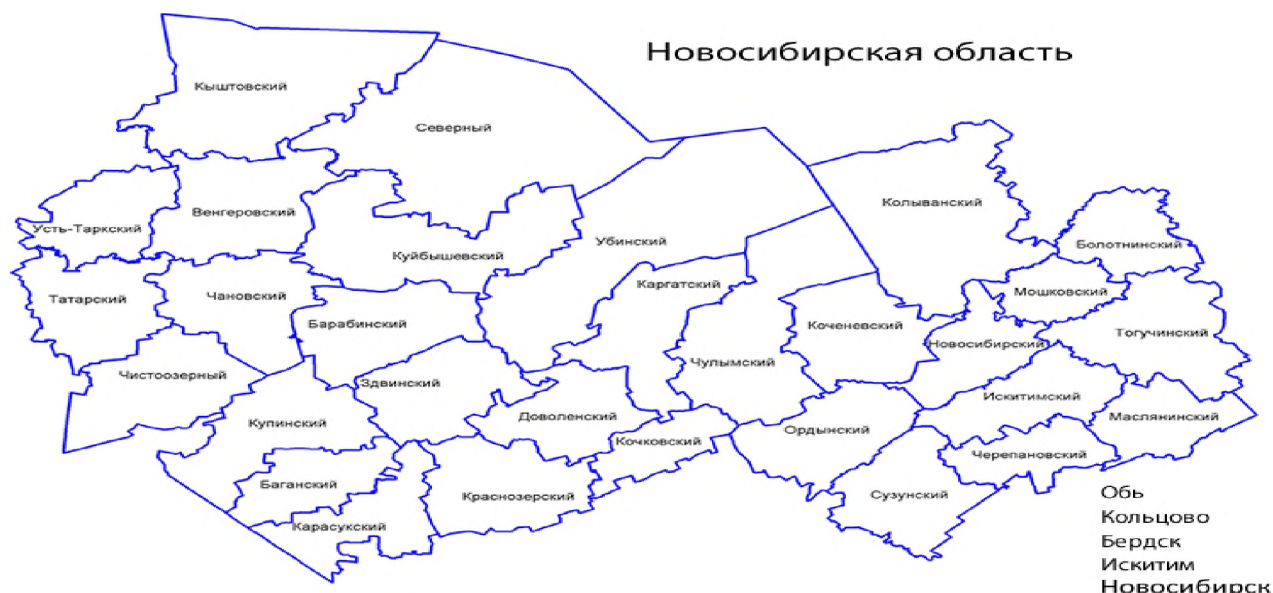 Новосибирская область
Кыштовский
Северный
Колыванский
Венгеровский
Усть-Таркский
Убинский
Болотнинский
Куйбышевский
Каргатский
Мошковский
Татарский
Чановский
Барабинский
Коченевский
Тогучинский
Новосибирский
Чулымский
Чистоозерный
Здвинский
Искитимский
Доволенский
Маслянинский
Купинский
Ордынский
Кочковский
Черепановский
Баганский
Краснозерский
Сузунский
Карасукский
Обь
Кольцово
Бердск
Искитим
Новосибирск